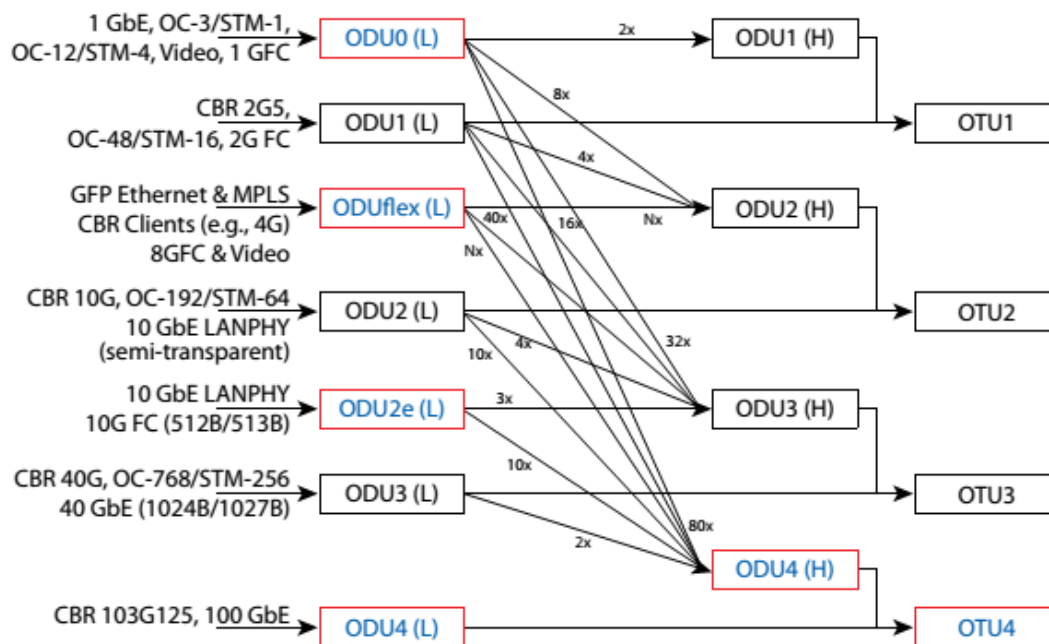 1 GbE, OC-3/STM-1,
OC-12/STM-4, Video, 1 GFC
ODU0 (L)
2x
ODU1 (H)
8x
CBR 2G5,
OC-48/STM-16, 2G FC
ODU1 (L)
OTU1
4x
GFP Ethernet & MPLS
CBR Clients (e.g., 4G)
8GFC & Video
ODUflex (L)
40x
16x
Nx
ODU2 (H)
Nx
CBR 10G, OC-192/STM-64
10 GbE LANPHY
(semi-transparent)
ODU2 (L)
OTU2
10x
4x
32x
10 GbE LANPHY
10G FC (512B/513B)
ODU2e (L)
3x
ODU3 (H)
10x
CBR 40G, OC-768/STM-256
40 GbE (1024B/1027B)
ODU3 (L)
OTU3
2x
80x
ODU4 (H)
CBR 103G125, 100 GbE
ODU4 (L)
OTU4